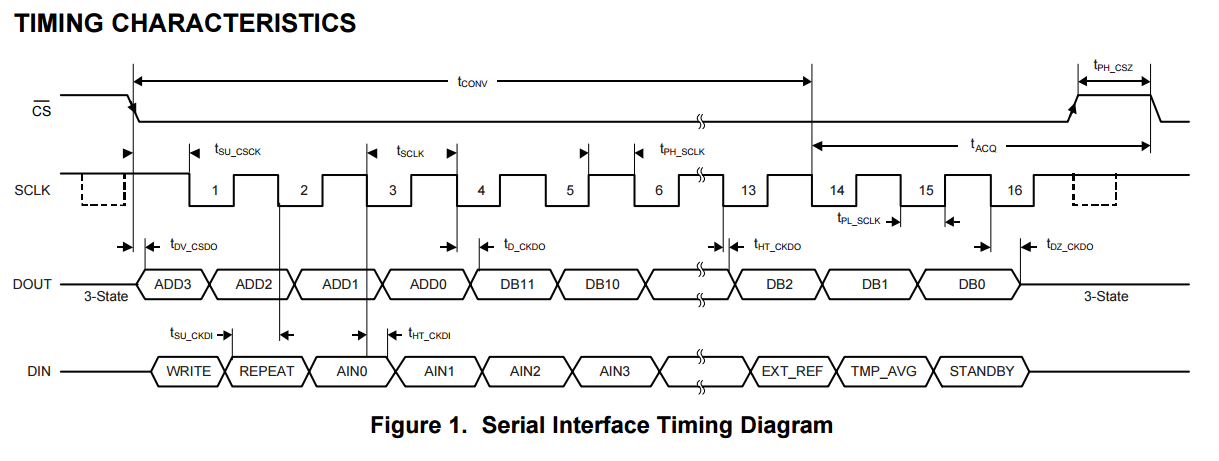 TIMING CHARACTERISTICS
tCONV
tPH_CSZ
CS
tSU_CSCK
tSCLK
tPH_SCLK
tACQ
SCLK
1
2
3
4
5
6
13
14
15
16
tPL_SCLK
tDV_CSDO
tD_CKDO
tHT_CKDO
tDZ_CKDO
DOUT
3-State
ADD3
ADD2
ADD1
ADD0
DB11
DB10
DB2
DB1
DB0
3-State
tSU_CKDI
tHT_CKDI
DIN
WRITE
REPEAT
AIN0
AIN1
AIN2
AIN3
EXT_REF
TMP_AVG
STANDBY
Figure 1. Serial Interface Timing Diagram